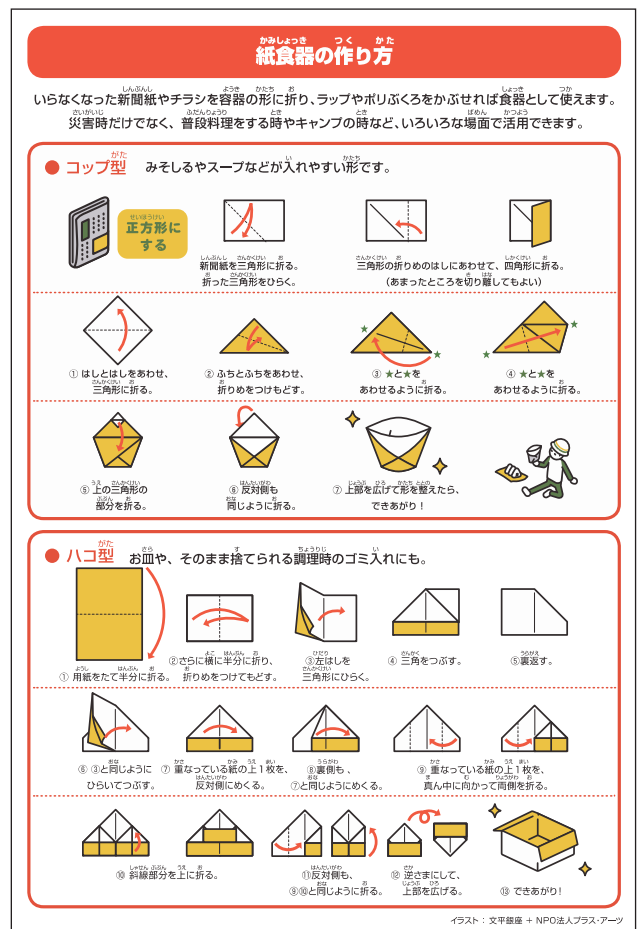 紙食器の作り方
いらなくなった新聞紙やチラシを容器の形に折り、ラップやポリぶくろをかぶせれば食器として使えます。
災害時だけでなく、普段料理をする時やキャンプの時など、いろいろな場面で活用できます。
● コップ型 みそしるやスープなどが入れやすい形です。
正方形に
する
新聞紙を三角形に折る。
折った三角形をひらく。
三角形の折りめのはしにあわせて、四角形に折る。
（あまったところを切り離してもよい）
① はしとはしをあわせ、
三角形に折る。
② ふちとふちをあわせ、
折りめをつけもどす。
③ ★と★を
あわせるように折る。
④ ★と★を
あわせるように折る。
⑤ 上の三角形の
部分を折る。
⑥ 反対側も
同じように折る。
⑦ 上部を広げて形を整えたら、
できあがり！
● ハコ型 お皿や、そのまま捨てられる調理時のゴミ入れにも。
① 用紙をたて半分に折る。
②さらに横に半分に折り、
折りめをつけてもどす。
③左はしを
三角形にひらく。
④ 三角をつぶす。
⑤裏返す。
⑥ ③と同じように
ひらいてつぶす。
⑦ 重なっている紙の上1枚を、
反対側にめくる。
⑧裏側も、
⑦と同じようにめくる。
⑨ 重なっている紙の上1枚を、
真ん中に向かって両側を折る。
⑩ 斜線部分を上に折る。
⑪反対側も、
⑨⑩と同じように折る。
⑫ 逆さまにして、
上部を広げる。
⑬ できあがり！
イラスト：文平銀座 + NPO法人プラス・アーツ